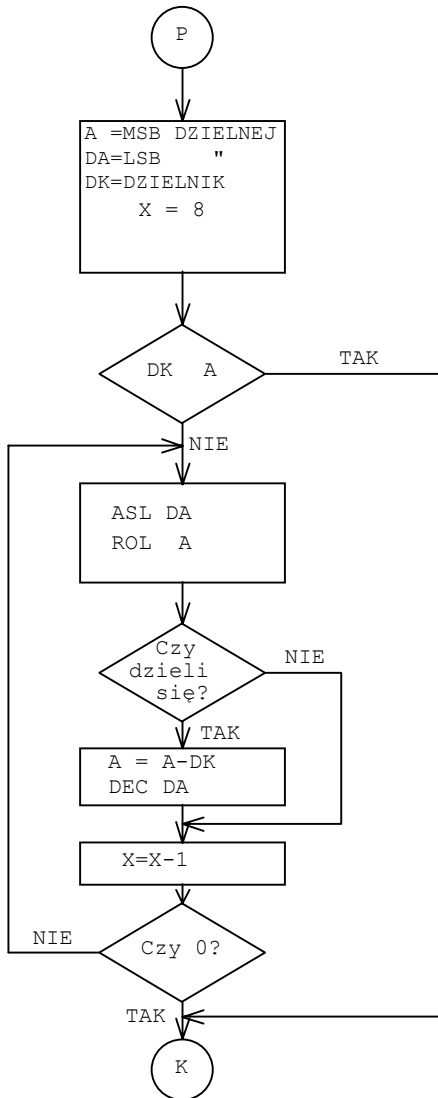 P
A =MSB DZIELNEJ
DA=LSB "
DK=DZIELNIK
X = 8
DK A
TAK
NIE
ASL DA
ROL A
Czy
dzieli
się?
NIE
TAK
A = A-DK
DEC DA
X=X-1
NIE
Czy 0?
TAK
K